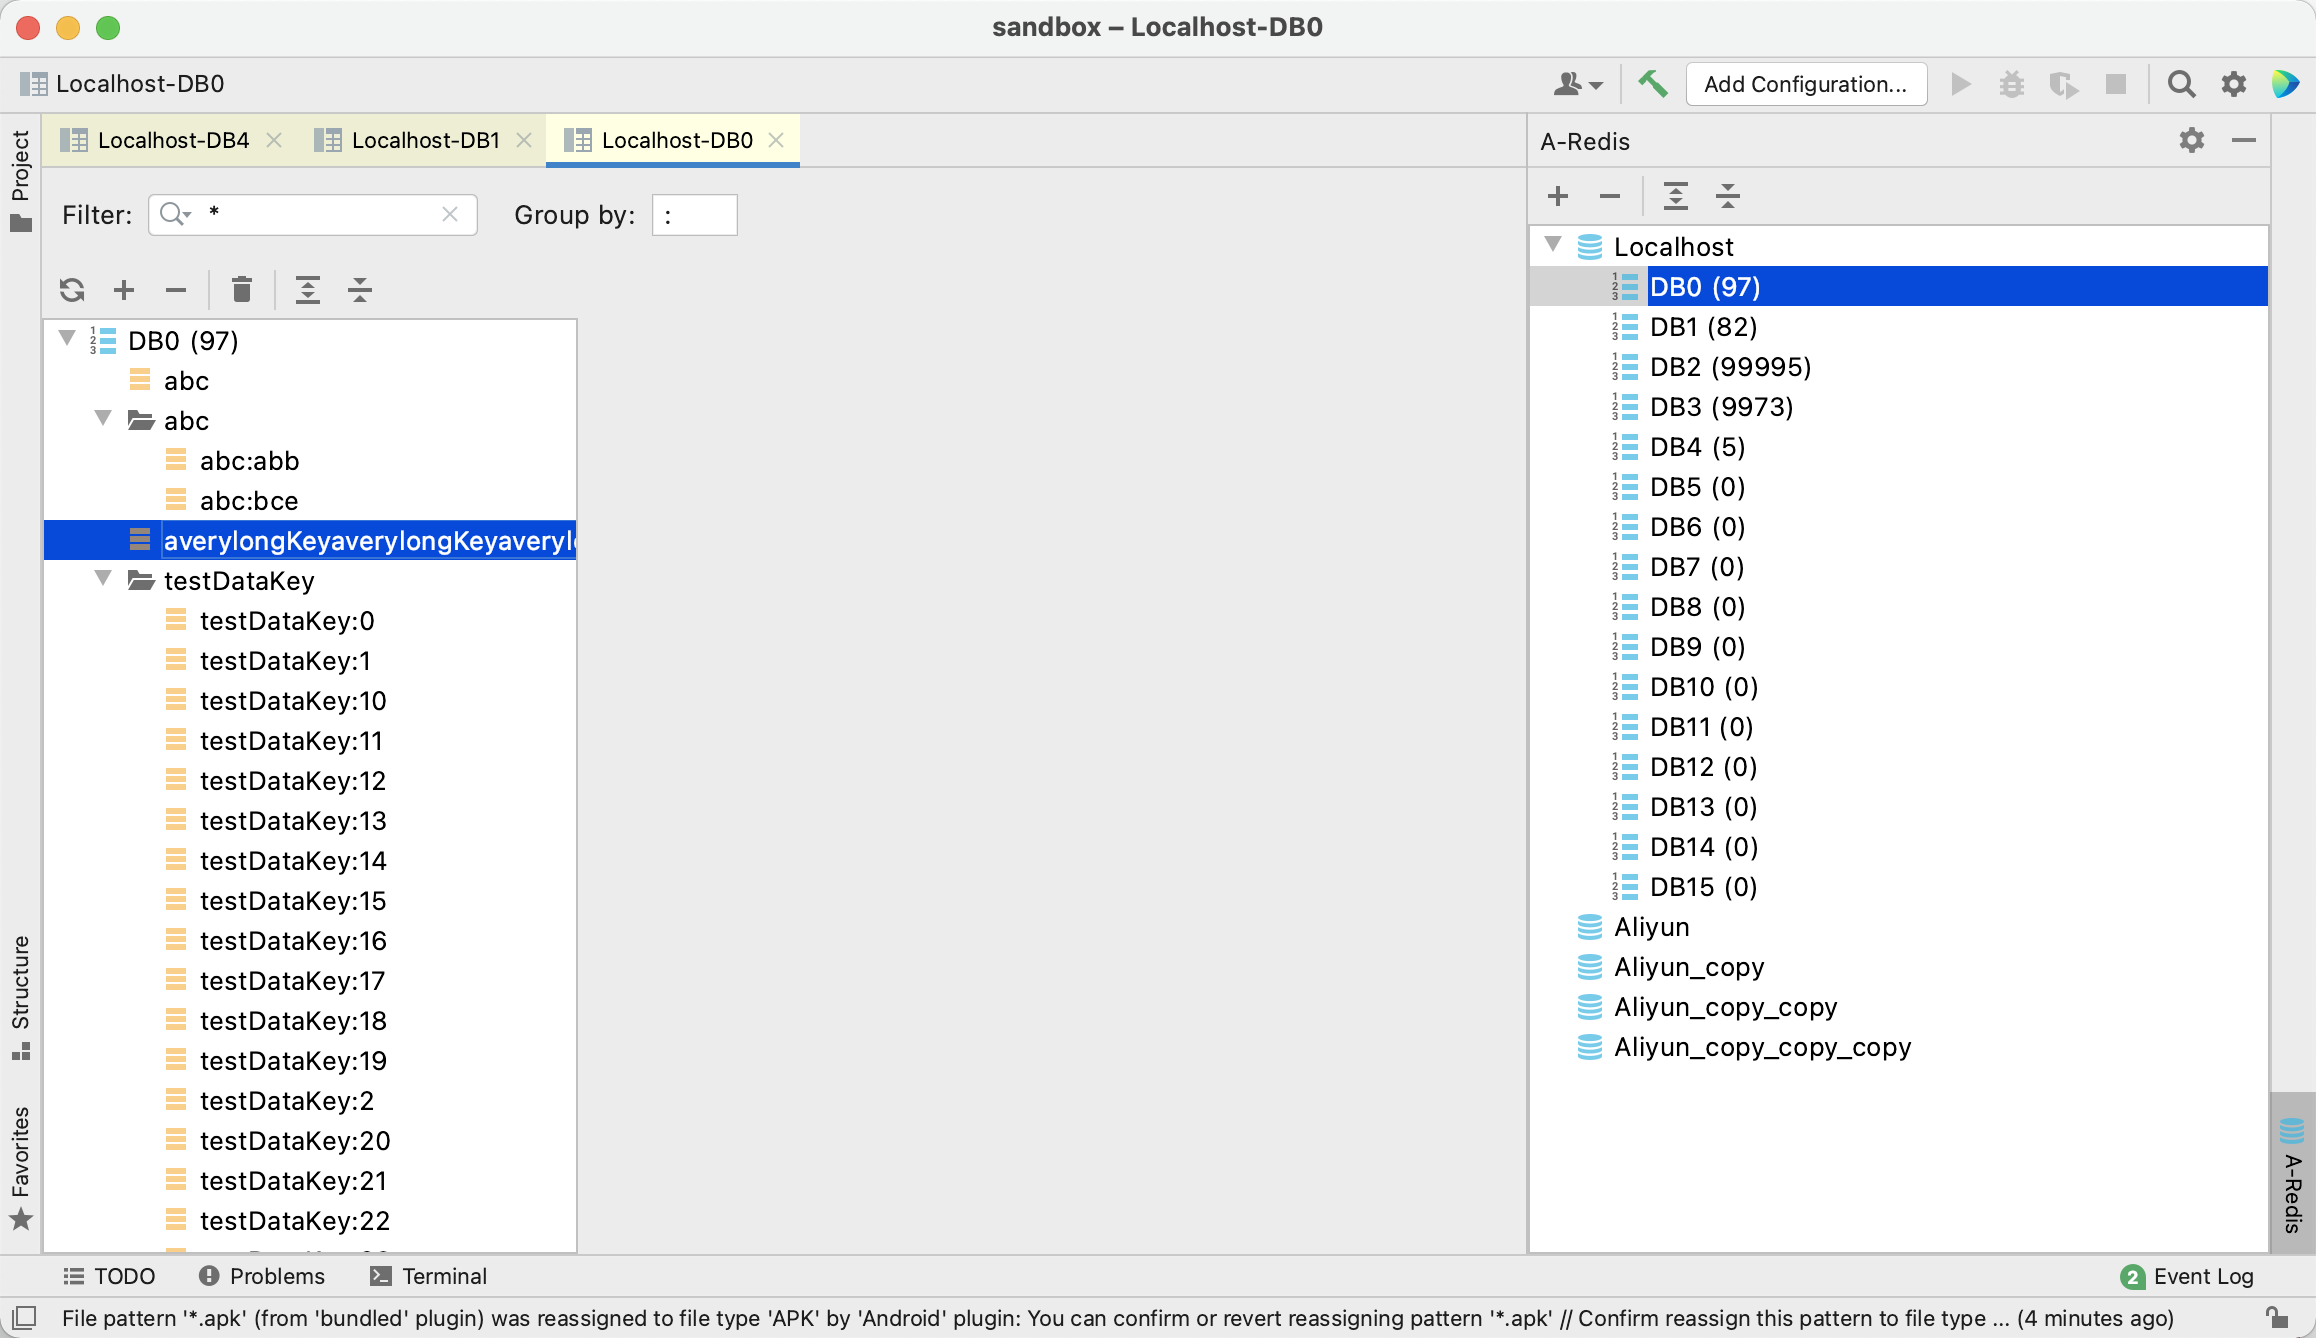 sandbox – Localhost-DB0
Localhost-DB0
Add Configuration...
Project
Structure
Favorites
Localhost-DB4
Localhost-DB1
Localhost-DB0
Filter:
*
Group by:
:
DB0 (97)
abc
abc
abc:abb
abc:bce
averylongKeyaverylongKeyaveryl
testDataKey
testDataKey:0
testDataKey:1
testDataKey:10
testDataKey:11
testDataKey:12
testDataKey:13
testDataKey:14
testDataKey:15
testDataKey:16
testDataKey:17
testDataKey:18
testDataKey:19
testDataKey:2
testDataKey:20
testDataKey:21
testDataKey:22
A-Redis
Localhost
DB0 (97)
DB1 (82)
DB2 (99995)
DB3 (9973)
DB4 (5)
DB5 (0)
DB6 (0)
DB7 (0)
DB8 (0)
DB9 (0)
DB10 (0)
DB11 (0)
DB12 (0)
DB13 (0)
DB14 (0)
DB15 (0)
Aliyun
Aliyun_copy
Aliyun_copy_copy
Aliyun_copy_copy_copy
A-Redis
TODO
Problems
Terminal
2 Event Log
File pattern '*.apk' (from 'bundled' plugin) was reassigned to file type 'APK' by 'Android' plugin: You can confirm or revert reassigning pattern '*.apk' // Confirm reassign this pattern to file type ... (4 minutes ago)